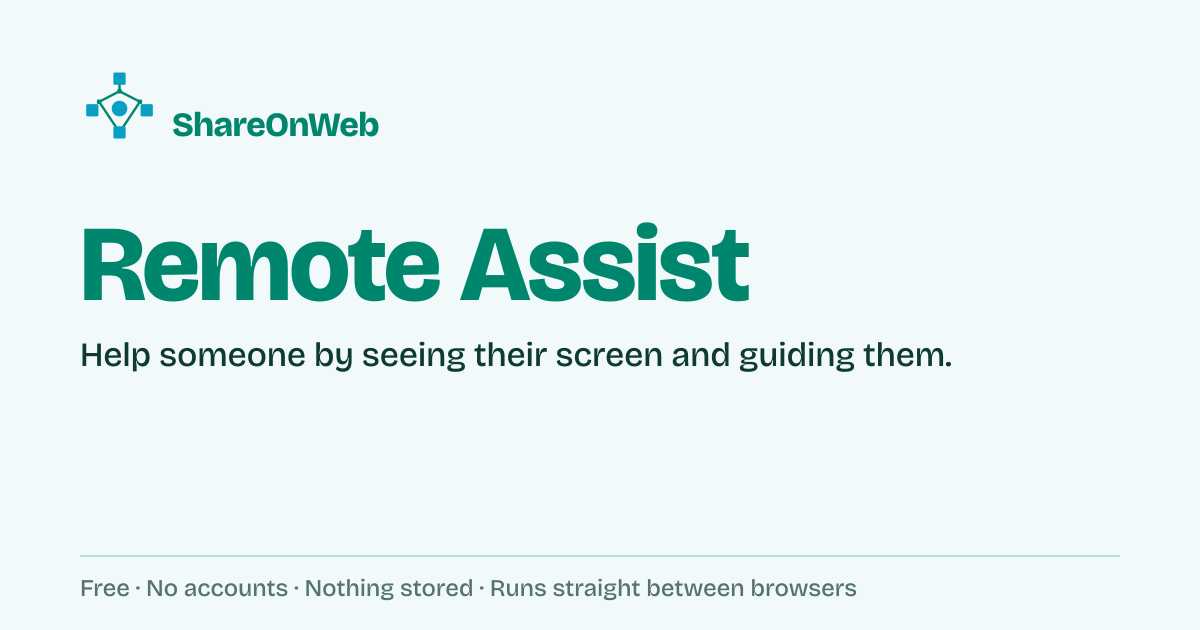 ShareOnWeb
Remote Assist
Help someone by seeing their screen and guiding them.
Free · No accounts · Nothing stored · Runs straight between browsers